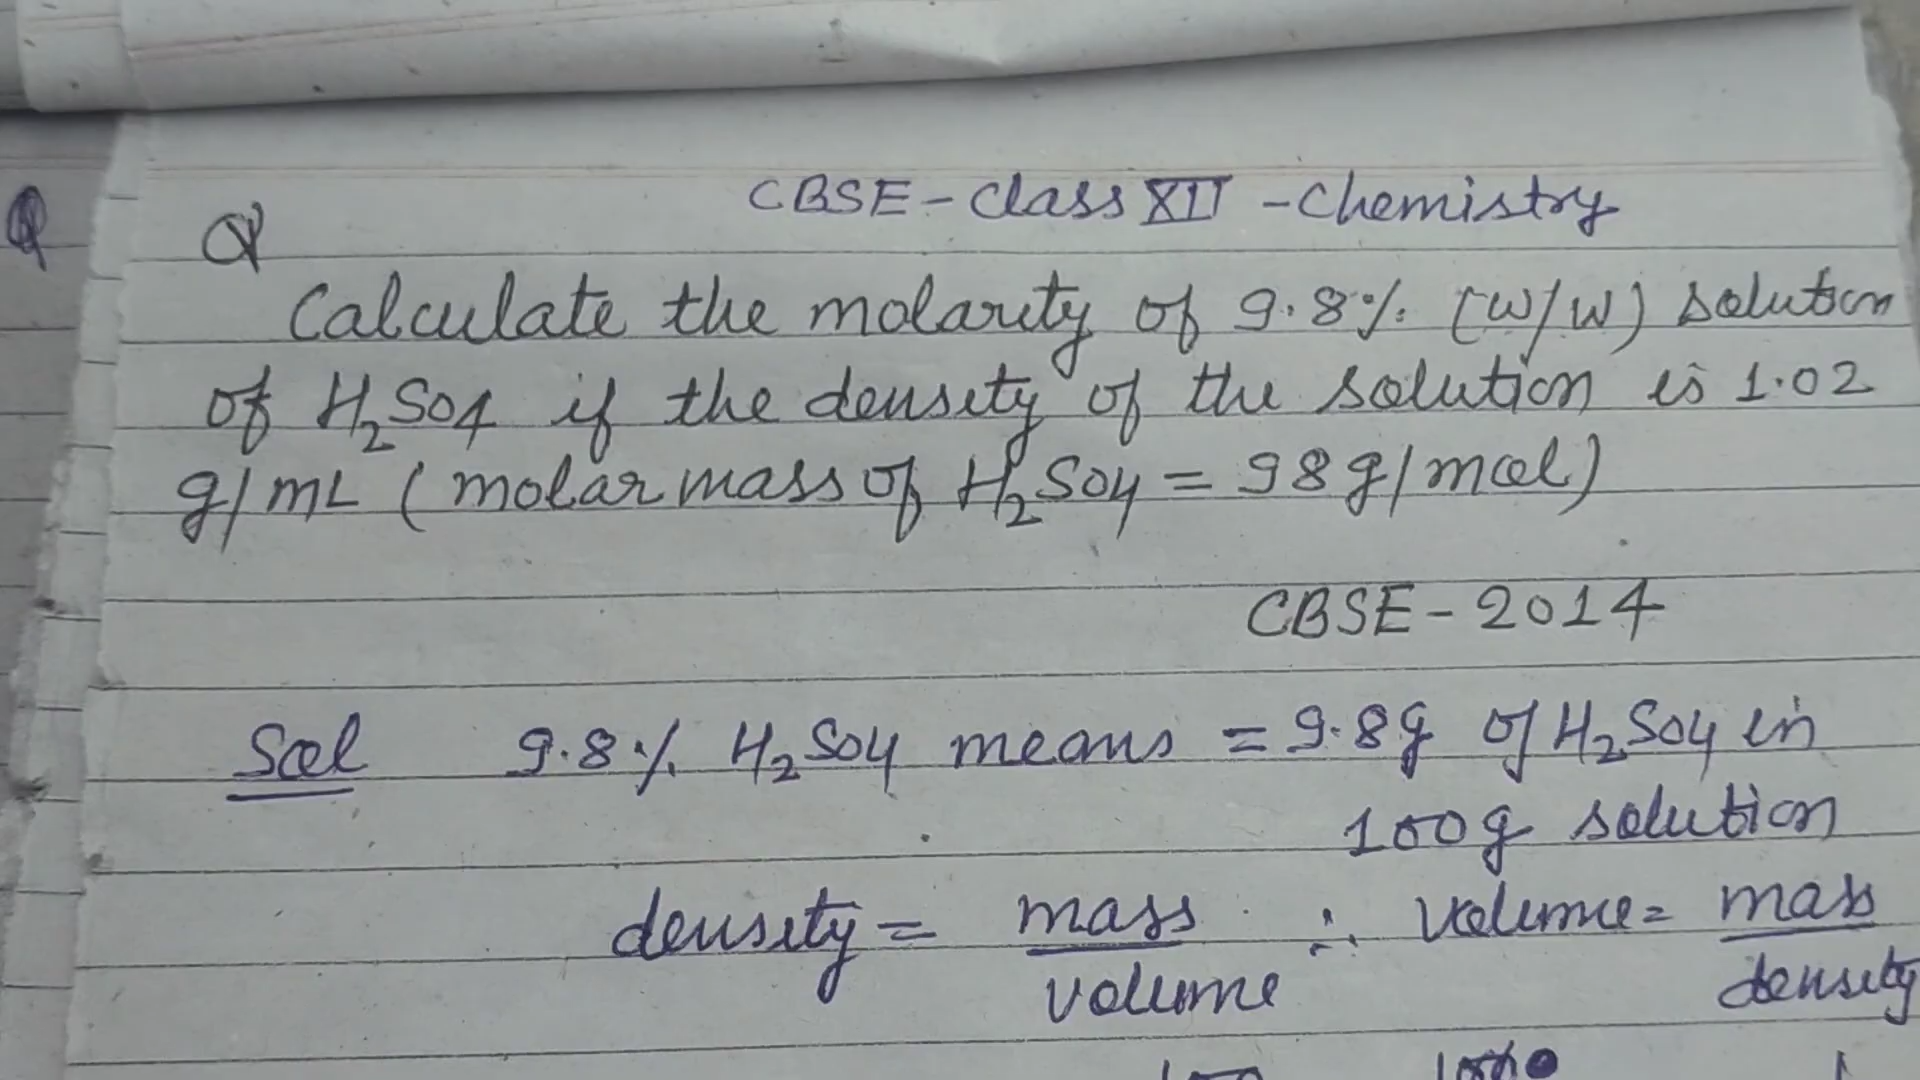 CBSE - Class XII - Chemistry
Q
Q
Calculate the molarity of 9.8% (W/W) solution
of H₂SO4 if the density of the solution is 1.02
g/mL (molar mass of H₂SO4 = 98g/mol)
CBSE - 2014
Sol 9.8% H₂SO4 means = 9.8g of H₂SO4 in
100g solution
density = mass/volume ∴ volume = mass/density